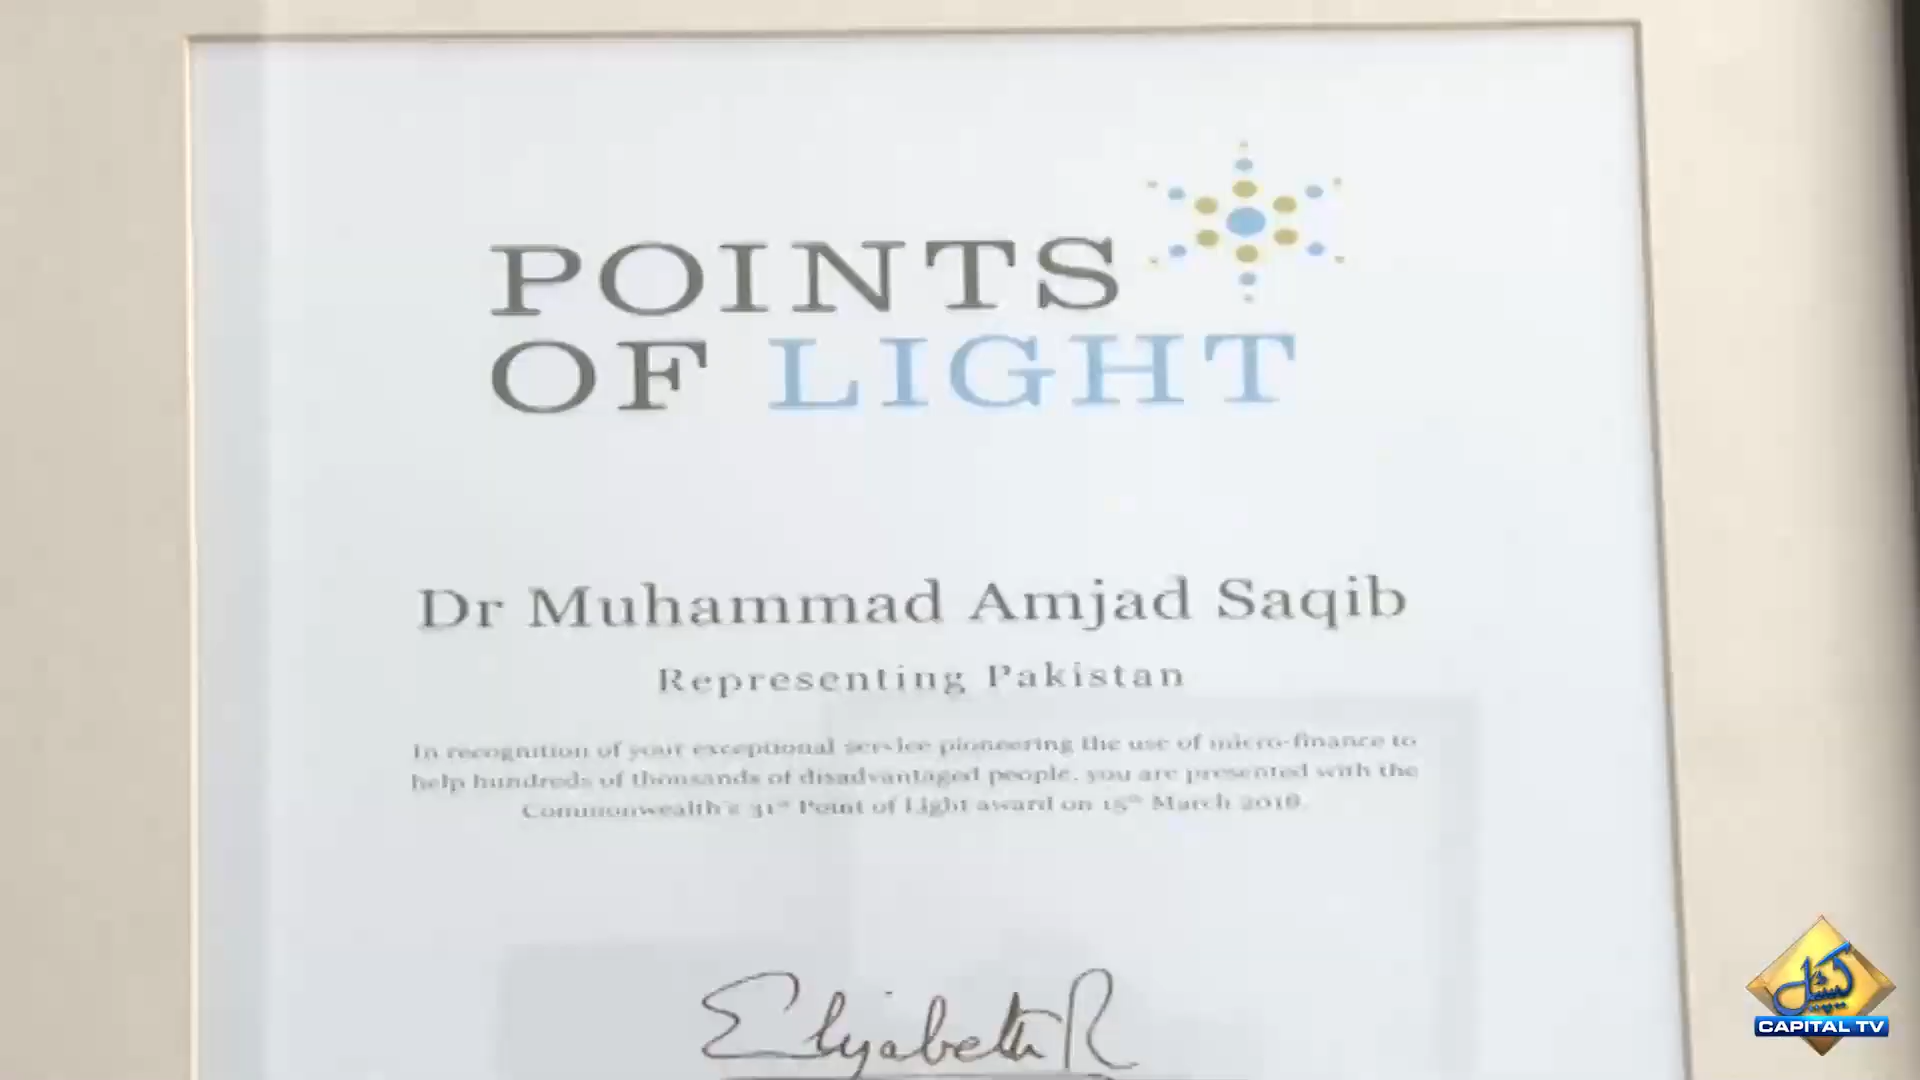 POINTS
OF LIGHT
Dr Muhammad Amjad Saqib
Representing Pakistan
In recognition of your exceptional service pioneering the use of micro-finance to
help hundreds of thousands of disadvantaged people, you are presented with the
Commonwealth's 31st Point of Light award on 15th March 2018.
Elizabeth R
کیپیٹل
CAPITAL TV